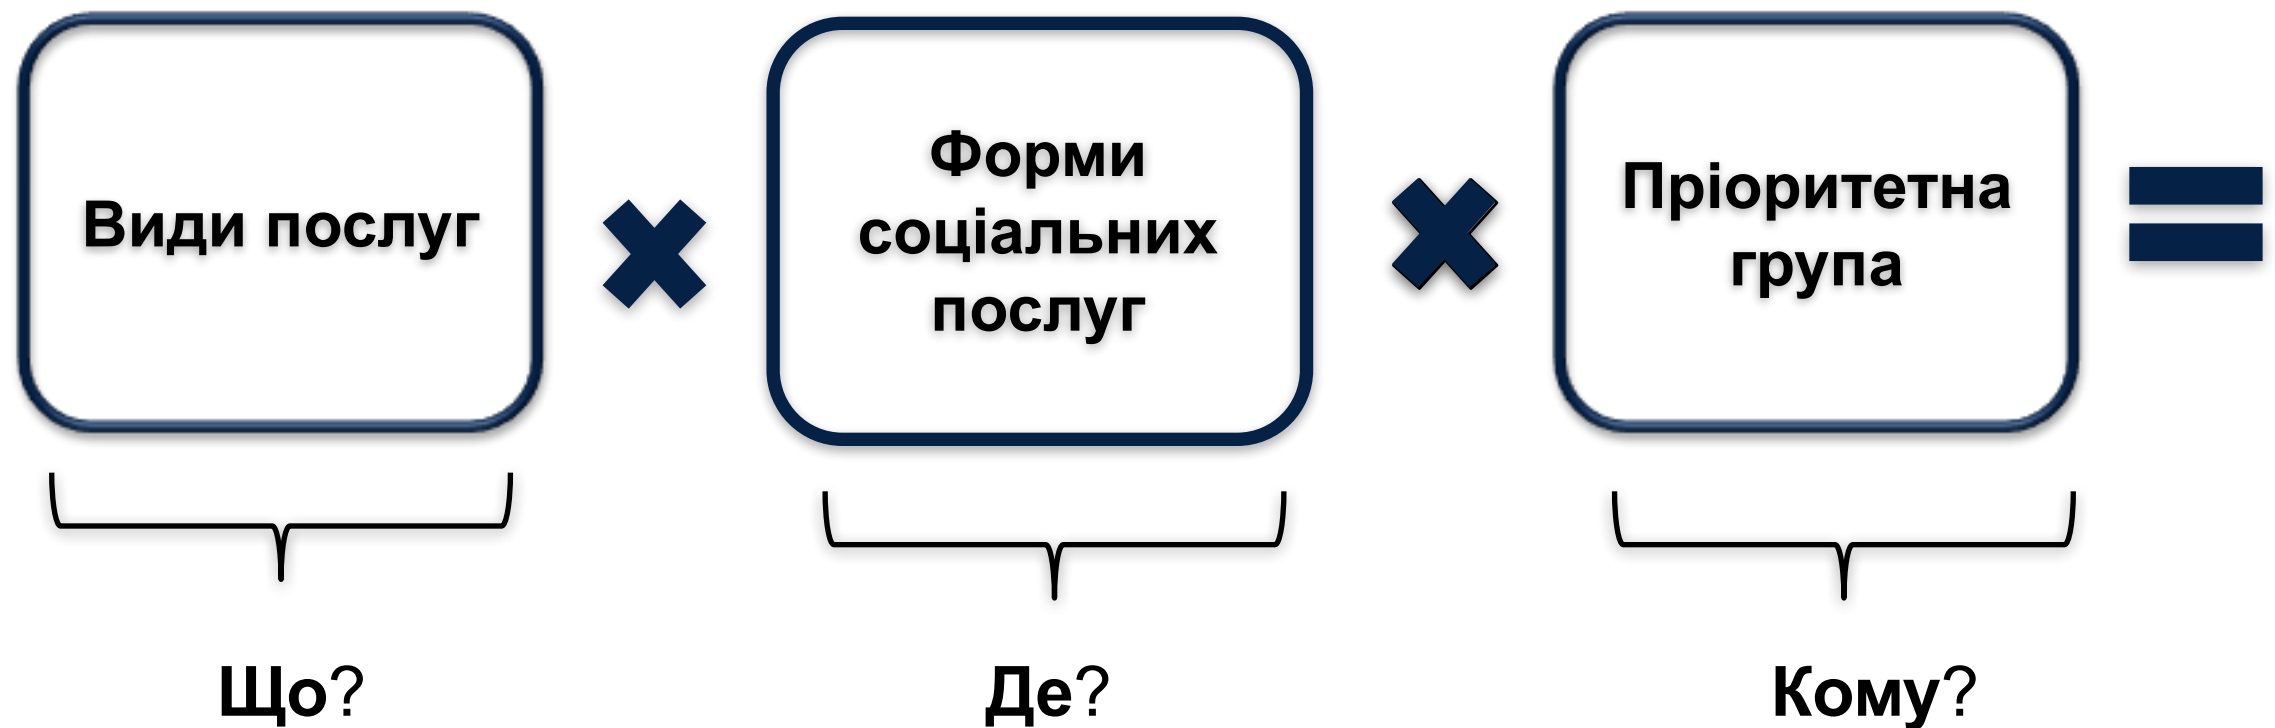 Види послуг
Форми
соціальних
послуг
Пріоритетна
група
Що?
Де?
Кому?